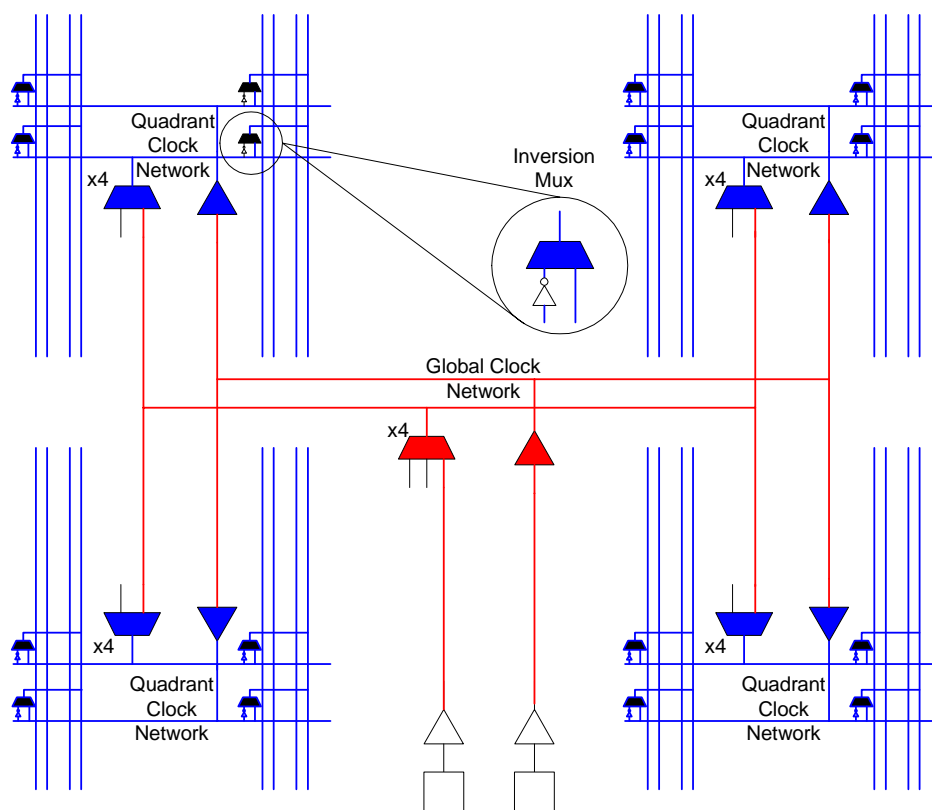 Quadrant
Clock
Network
x4
Inversion
Mux
Quadrant
Clock
Network
x4
Global Clock
Network
x4
x4
Quadrant
Clock
Network
x4
Quadrant
Clock
Network